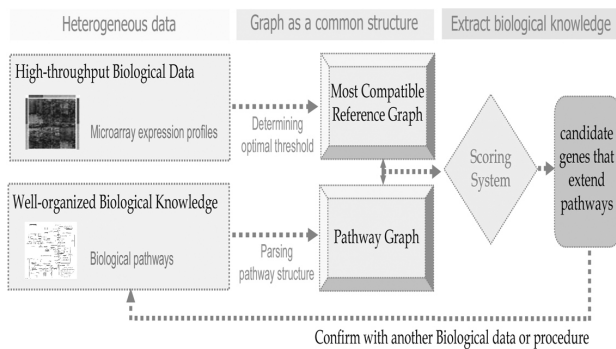 Heterogeneous data
Graph as a common structure
Extract biological knowledge
High-throughput Biological Data
Microarray expression profiles
Determining
optimal threshold
Most Compatible
Reference Graph
Scoring
System
candidate
genes that
extend
pathways
Well-organized Biological Knowledge
Biological pathways
Parsing
pathway structure
Pathway Graph
Confirm with another Biological data or procedure